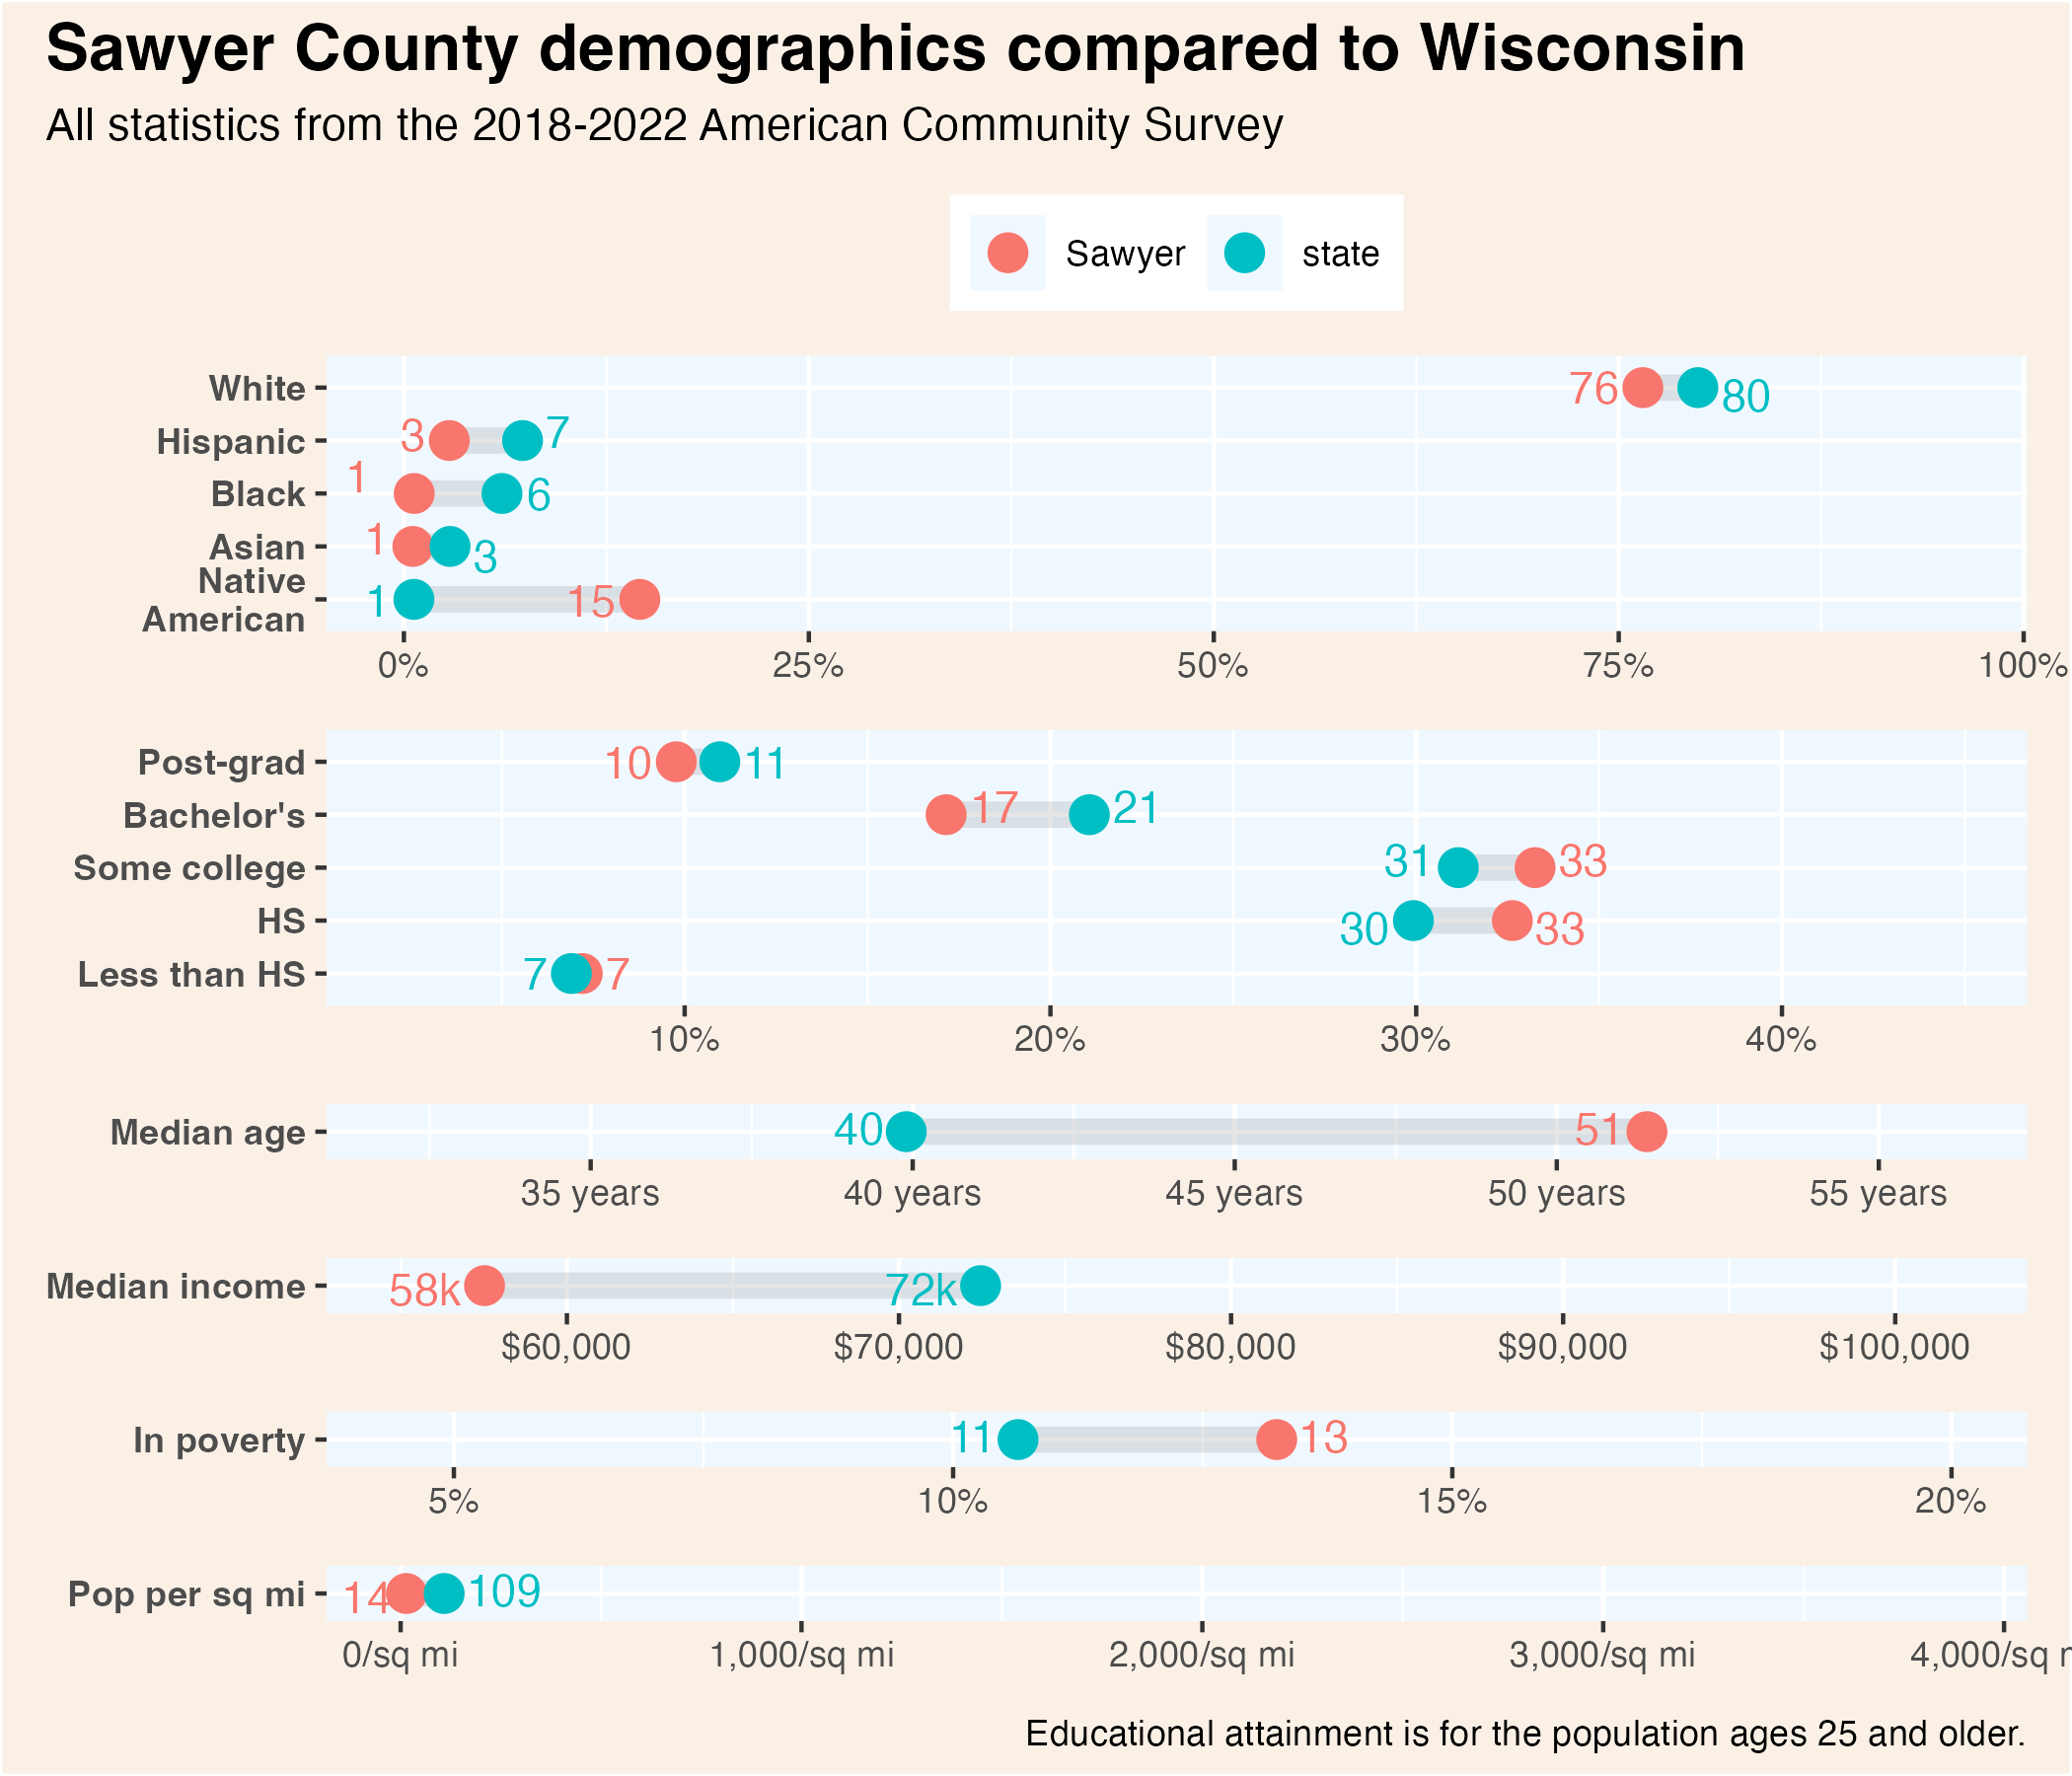 Sawyer County demographics compared to Wisconsin
All statistics from the 2018-2022 American Community Survey
Sawyer state
White 76 80
Hispanic 3 7
Black 1 6
Asian 1 3
Native
American 1 15
0% 25% 50% 75% 100%
Post-grad 10 11
Bachelor's 17 21
Some college 31 33
HS 30 33
Less than HS 7 7
10% 20% 30% 40%
Median age 40 51
35 years 40 years 45 years 50 years 55 years
Median income 58k 72k
$60,000 $70,000 $80,000 $90,000 $100,000
In poverty 11 13
5% 10% 15% 20%
Pop per sq mi 14 109
0/sq mi 1,000/sq mi 2,000/sq mi 3,000/sq mi 4,000/sq
Educational attainment is for the population ages 25 and older.